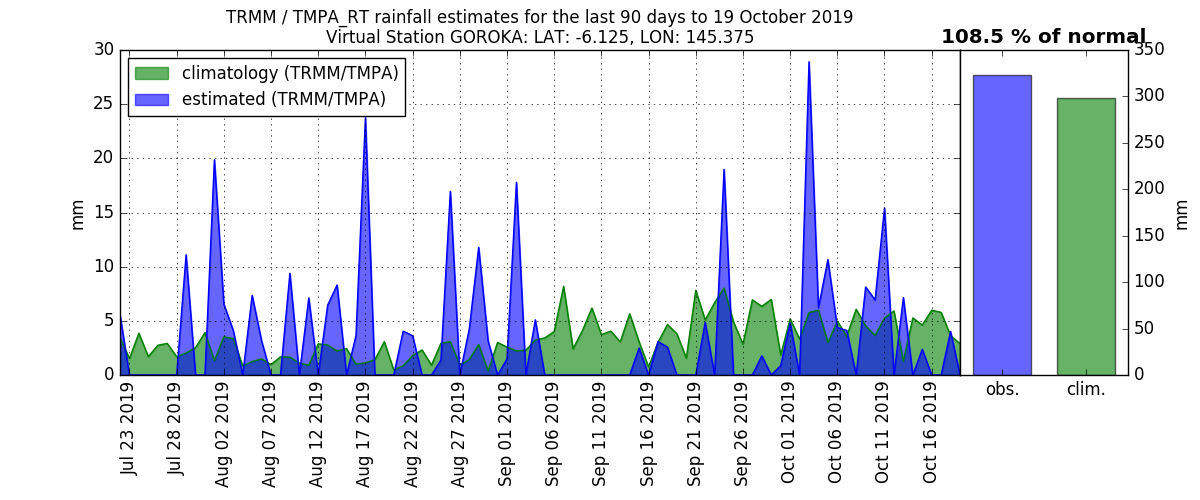 TRMM / TMPA_RT rainfall estimates for the last 90 days to 19 October 2019
Virtual Station GOROKA: LAT: -6.125, LON: 145.375
108.5 % of normal
climatology (TRMM/TMPA)
estimated (TRMM/TMPA)
30
25
20
15
10
5
0
mm
350
300
250
200
150
100
50
0
mm
Jul 23 2019
Jul 28 2019
Aug 02 2019
Aug 07 2019
Aug 12 2019
Aug 17 2019
Aug 22 2019
Aug 27 2019
Sep 01 2019
Sep 06 2019
Sep 11 2019
Sep 16 2019
Sep 21 2019
Sep 26 2019
Oct 01 2019
Oct 06 2019
Oct 11 2019
Oct 16 2019
obs.
clim.